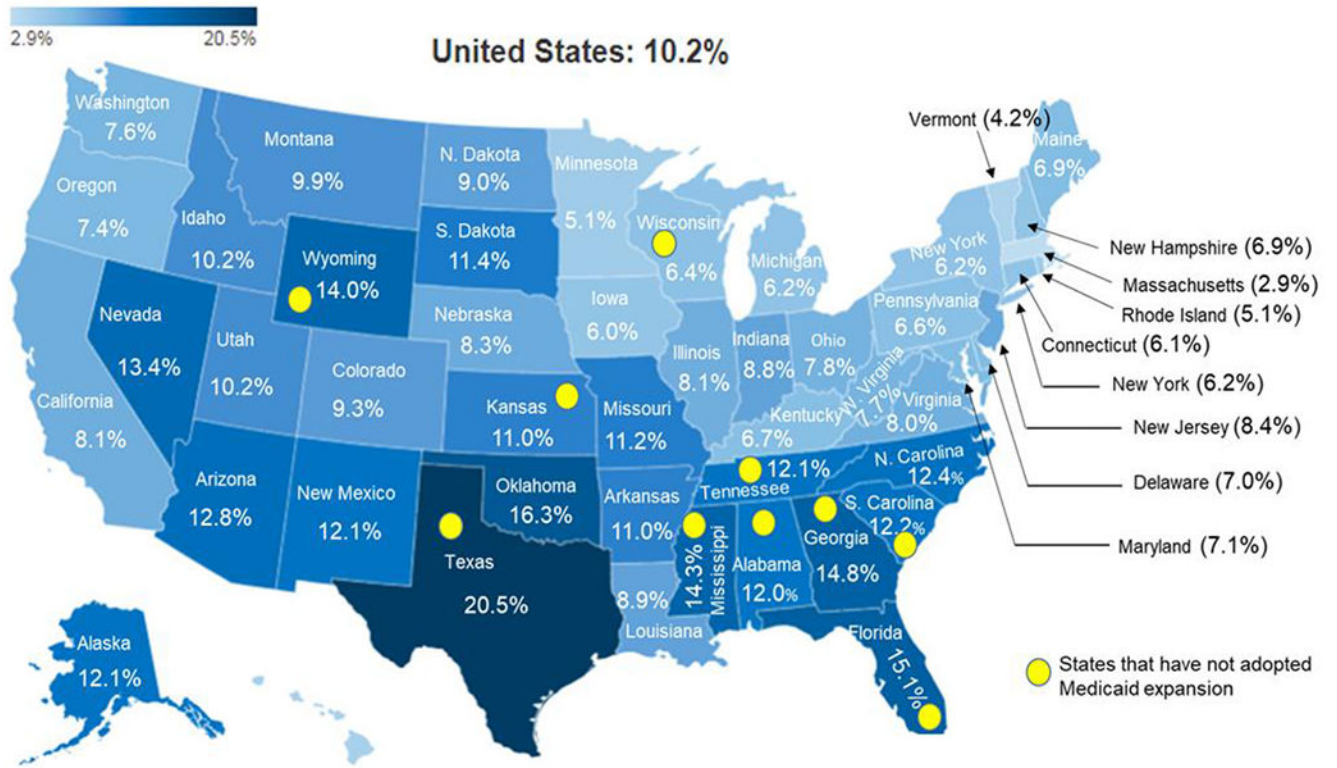 2.9%
20.5%
United States: 10.2%
Washington
7.6%
Oregon
7.4%
California
8.1%
Nevada
13.4%
Idaho
10.2%
Montana
9.9%
Wyoming
14.0%
Utah
10.2%
Colorado
9.3%
Arizona
12.8%
New Mexico
12.1%
N. Dakota
9.0%
S. Dakota
11.4%
Nebraska
8.3%
Kansas
11.0%
Oklahoma
16.3%
Texas
20.5%
Minnesota
5.1%
Iowa
6.0%
Missouri
11.2%
Arkansas
11.0%
8.9%
Louisiana
Wisconsin
6.4%
Illinois
8.1%
Michigan
6.2%
Indiana
8.8%
Ohio
7.8%
Kentucky
6.7%
W. Virginia
7.7%
Virginia
8.0%
12.1%
Tennessee
14.3%
Mississippi
Alabama
12.0%
Georgia
14.8%
N. Carolina
12.4%
S. Carolina
12.2%
Florida
15.1%
Pennsylvania
6.6%
New York
6.2%
Maine
6.9%
Vermont (4.2%)
New Hampshire (6.9%)
Massachusetts (2.9%)
Rhode Island (5.1%)
Connecticut (6.1%)
New York (6.2%)
New Jersey (8.4%)
Delaware (7.0%)
Maryland (7.1%)
Alaska
12.1%
States that have not adopted
Medicaid expansion